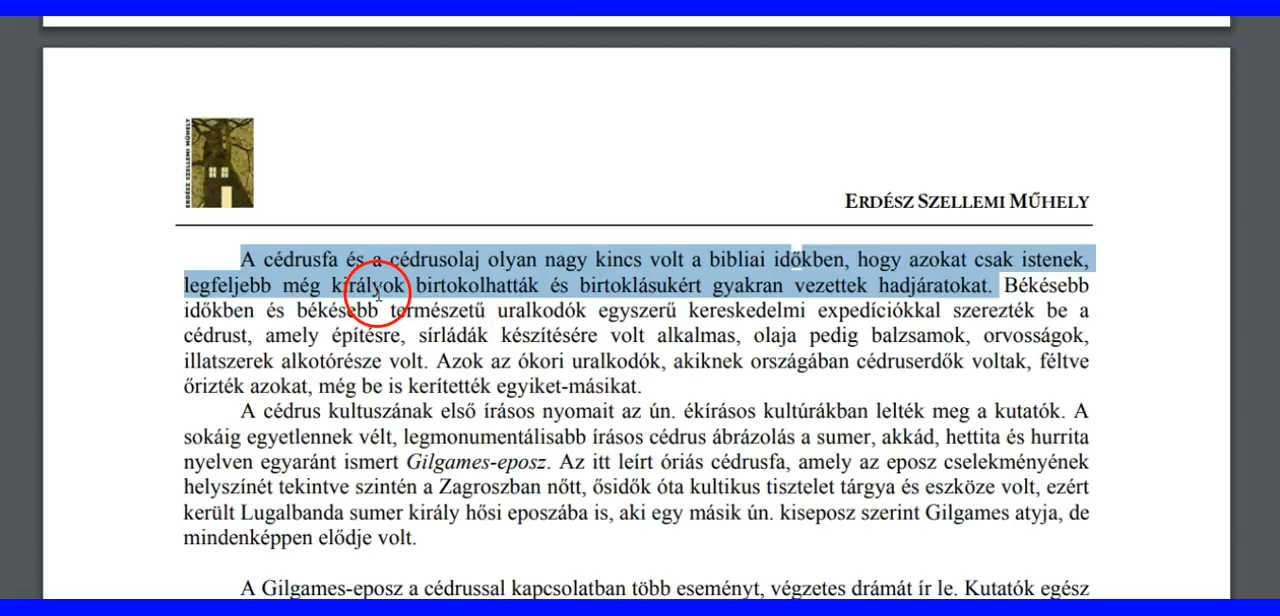 ERDÉSZ SZELLEMI MŰHELY
ERDÉSZ SZELLEMI MŰHELY
A cédrusfa és a cédrusolaj olyan nagy kincs volt a bibliai időkben, hogy azokat csak istenek,
legfeljebb még királyok birtokolhatták és birtoklásukért gyakran vezettek hadjáratokat. Békésebb
időkben és békésebb természetű uralkodók egyszerű kereskedelmi expedíciókkal szerezték be a
cédrust, amely építésre, sírládák készítésére volt alkalmas, olaja pedig balzsamok, orvosságok,
illatszerek alkotórésze volt. Azok az ókori uralkodók, akiknek országában cédruserdők voltak, féltve
őrizték azokat, még be is kerítették egyiket-másikat.
A cédrus kultuszának első írásos nyomait az ún. ékírásos kultúrákban lelték meg a kutatók. A
sokáig egyetlennek vélt, legmonumentálisabb írásos cédrus ábrázolás a sumer, akkád, hettita és hurrita
nyelven egyaránt ismert Gilgames-eposz. Az itt leírt óriás cédrusfa, amely az eposz cselekményének
helyszínét tekintve szintén a Zagroszban nőtt, ősidők óta kultikus tisztelet tárgya és eszköze volt, ezért
került Lugalbanda sumer király hősi eposzába is, aki egy másik ún. kiseposz szerint Gilgames atyja, de
mindenképpen elődje volt.
A Gilgames-eposz a cédrussal kapcsolatban több eseményt, végzetes drámát ír le. Kutatók egész